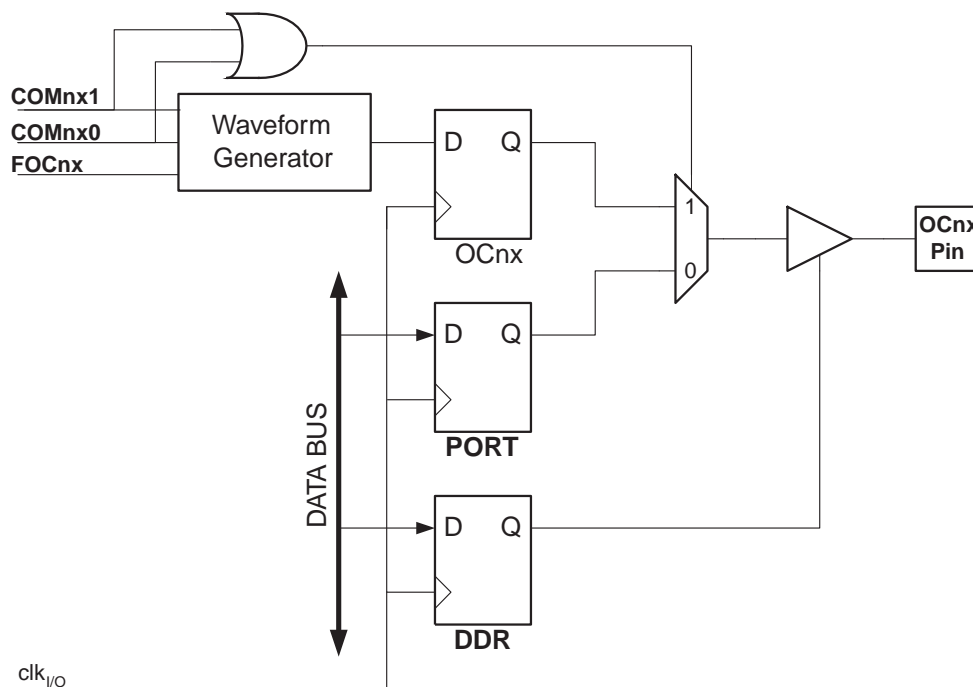 COMnx1
COMnx0
FOCnx
Waveform
Generator
D Q
OCnx
1
0
OCnx
Pin
D Q
PORT
DATA BUS
D Q
DDR
clkI/O